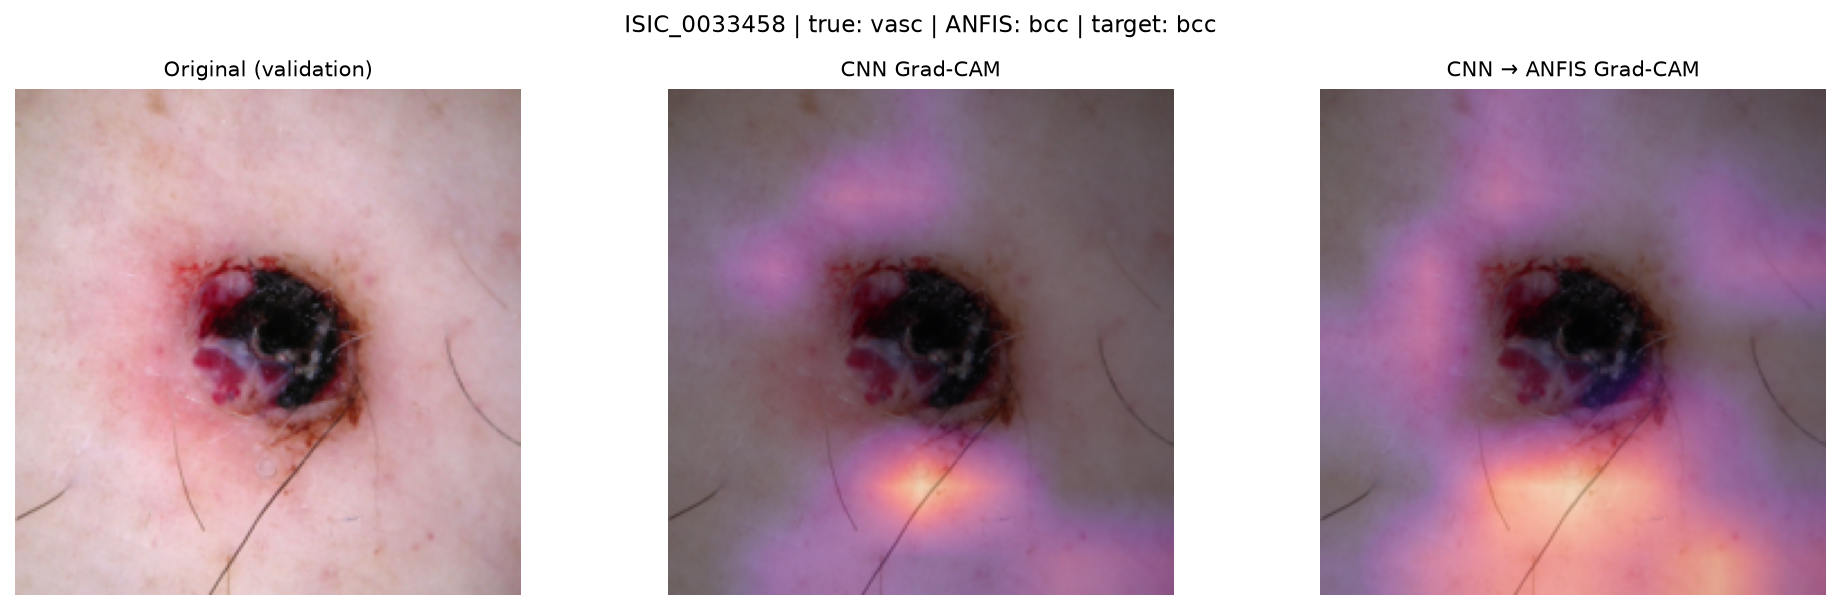 ISIC_0033458 | true: vasc | ANFIS: bcc | target: bcc
Original (validation)
CNN Grad-CAM
CNN → ANFIS Grad-CAM